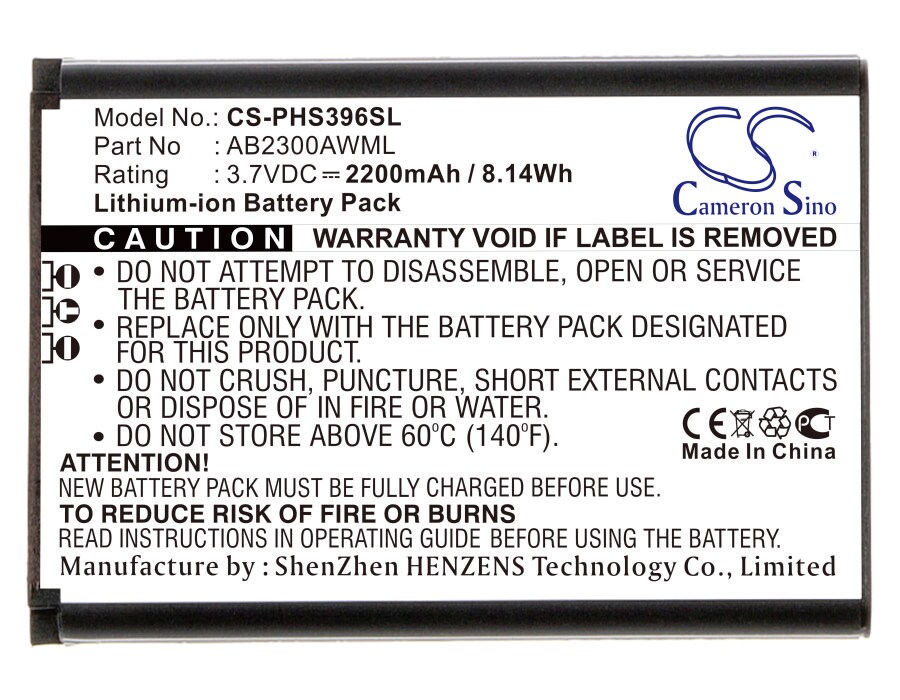 Model No.: CS-PHS396SL
Part No : AB2300AWML
Rating : 3.7VDC ⎓ 2200mAh / 8.14Wh
Lithium-ion Battery Pack
CS
®
Cameron Sino
CAUTION WARRANTY VOID IF LABEL IS REMOVED
• DO NOT ATTEMPT TO DISASSEMBLE, OPEN OR SERVICE
THE BATTERY PACK.
• REPLACE ONLY WITH THE BATTERY PACK DESIGNATED
FOR THIS PRODUCT.
• DO NOT CRUSH, PUNCTURE, SHORT EXTERNAL CONTACTS
OR DISPOSE OF IN FIRE OR WATER.
• DO NOT STORE ABOVE 60°C (140°F).
CE PCT
Made In China
ATTENTION!
NEW BATTERY PACK MUST BE FULLY CHARGED BEFORE USE.
TO REDUCE RISK OF FIRE OR BURNS
READ INSTRUCTIONS IN OPERATING GUIDE BEFORE USING THE BATTERY.
Manufacture by : ShenZhen HENZENS Technology Co., Limited